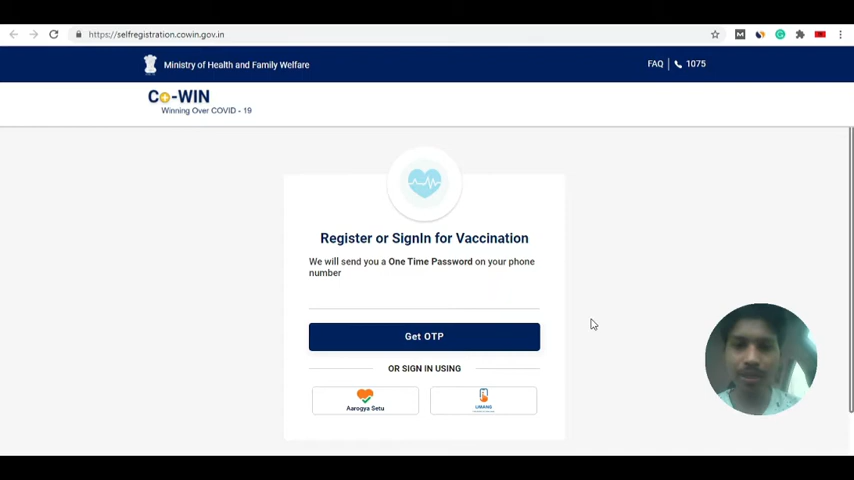 https://selfregistration.cowin.gov.in
Ministry of Health and Family Welfare
FAQ
1075
Co-WIN
Winning Over COVID - 19
Register or SignIn for Vaccination
We will send you a One Time Password on your phone
number
Get OTP
OR SIGN IN USING
Aarogya Setu
UMANG